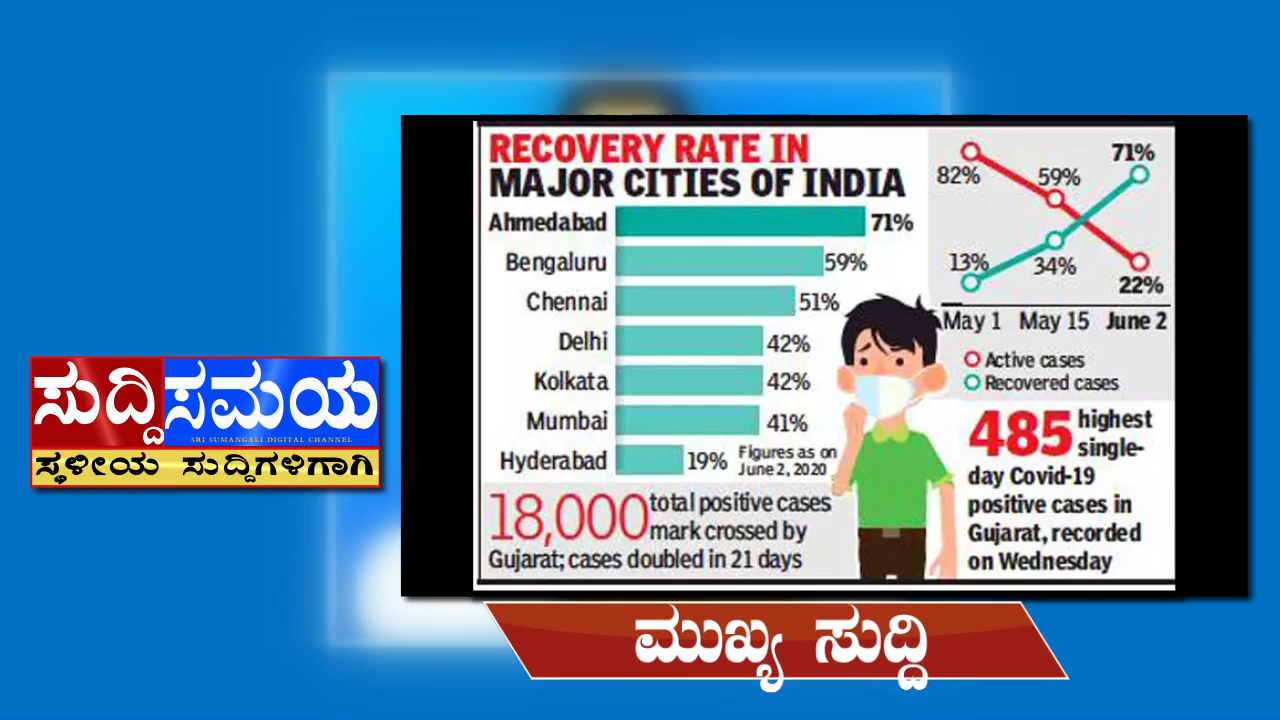 ಸುದ್ದಿ ಸಮಯ
SRI SUMANGALI DIGITAL CHANNEL
ಸ್ಥಳೀಯ ಸುದ್ದಿಗಳಿಗಾಗಿ
RECOVERY RATE IN
MAJOR CITIES OF INDIA
Ahmedabad 71%
Bengaluru 59%
Chennai 51%
Delhi 42%
Kolkata 42%
Mumbai 41%
Hyderabad 19%
Figures as on
June 2, 2020
18,000 total positive cases
mark crossed by
Gujarat; cases doubled in 21 days
71%
82% 59%
13% 34%
22%
May 1 May 15 June 2
Active cases
Recovered cases
485 highest
single-
day Covid-19
positive cases in
Gujarat, recorded
on Wednesday
ಮುಖ್ಯ ಸುದ್ದಿ